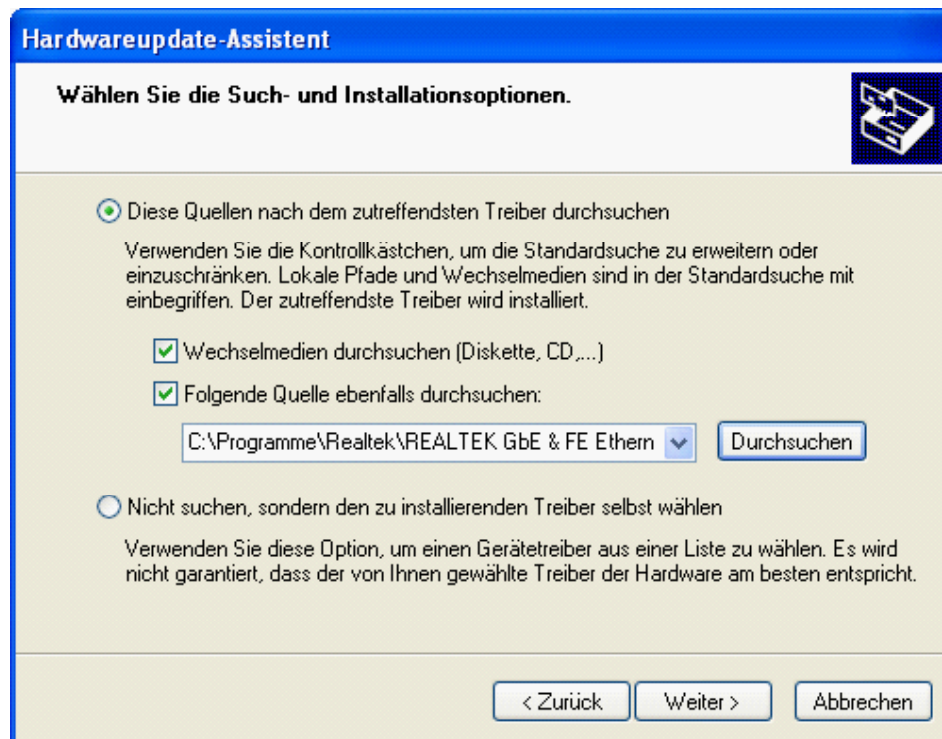 Hardwareupdate-Assistent
Wählen Sie die Such- und Installationsoptionen.
Diese Quellen nach dem zutreffendsten Treiber durchsuchen
Verwenden Sie die Kontrollkästchen, um die Standardsuche zu erweitern oder
einzuschränken. Lokale Pfade und Wechselmedien sind in der Standardsuche mit
einbegriffen. Der zutreffendste Treiber wird installiert.
Wechselmedien durchsuchen (Diskette, CD,...)
Folgende Quelle ebenfalls durchsuchen:
C:\Programme\Realtek\REALTEK GbE & FE Ethern
Durchsuchen
Nicht suchen, sondern den zu installierenden Treiber selbst wählen
Verwenden Sie diese Option, um einen Gerätetreiber aus einer Liste zu wählen. Es wird
nicht garantiert, dass der von Ihnen gewählte Treiber der Hardware am besten entspricht.
< Zurück
Weiter >
Abbrechen